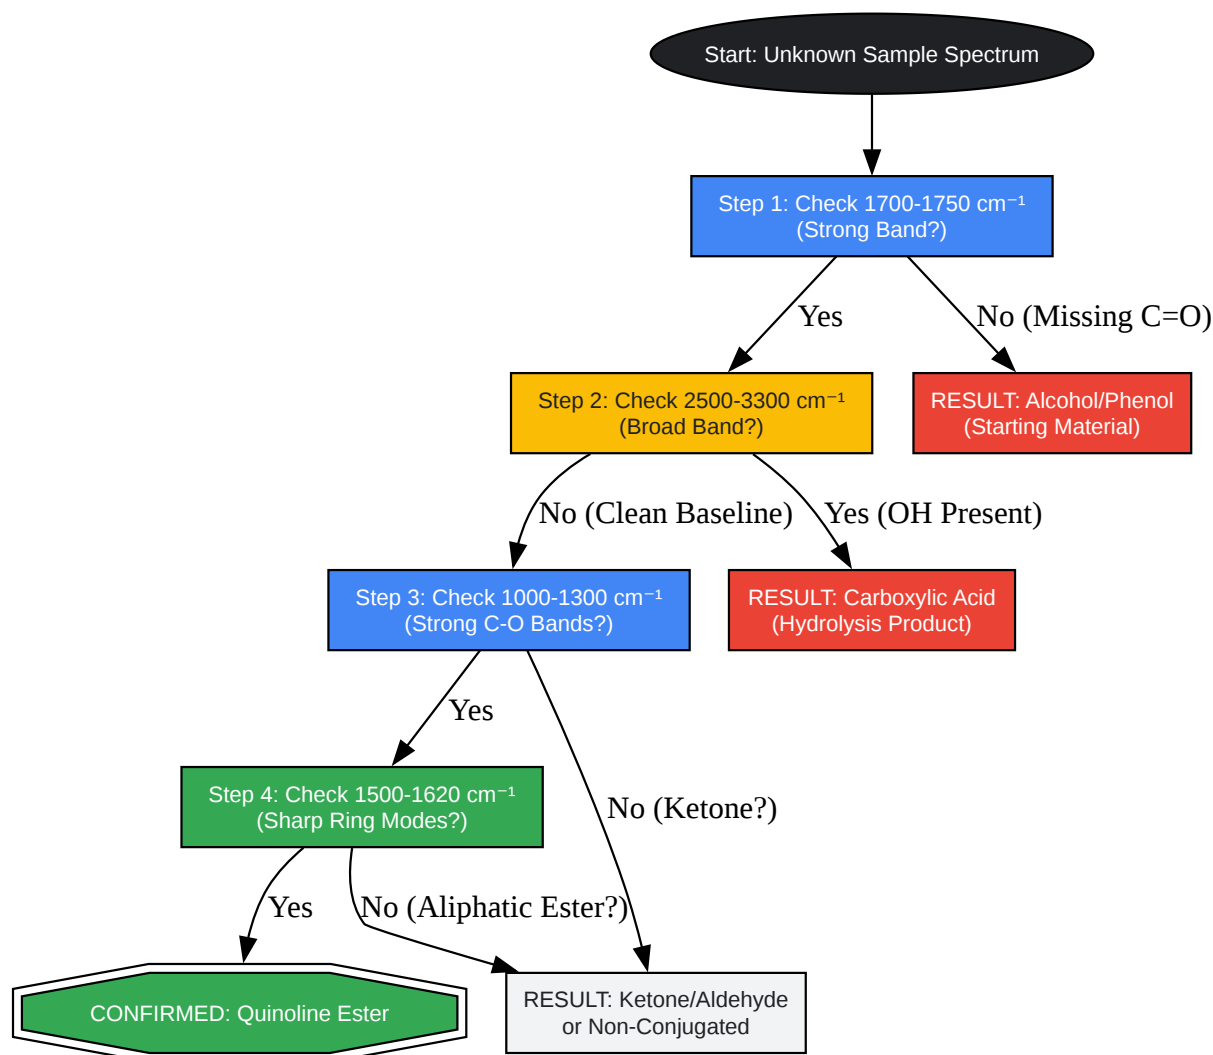 Start: Unknown Sample Spectrum
Step 1: Check 1700-1750 cm⁻¹
(Strong Band?)
Yes
No (Missing C=O)
Step 2: Check 2500-3300 cm⁻¹
(Broad Band?)
RESULT: Alcohol/Phenol
(Starting Material)
No (Clean Baseline)
Yes (OH Present)
Step 3: Check 1000-1300 cm⁻¹
(Strong C-O Bands?)
RESULT: Carboxylic Acid
(Hydrolysis Product)
Yes
No (Ketone?)
Step 4: Check 1500-1620 cm⁻¹
(Sharp Ring Modes?)
Yes
No (Aliphatic Ester?)
CONFIRMED: Quinoline Ester
RESULT: Ketone/Aldehyde
or Non-Conjugated